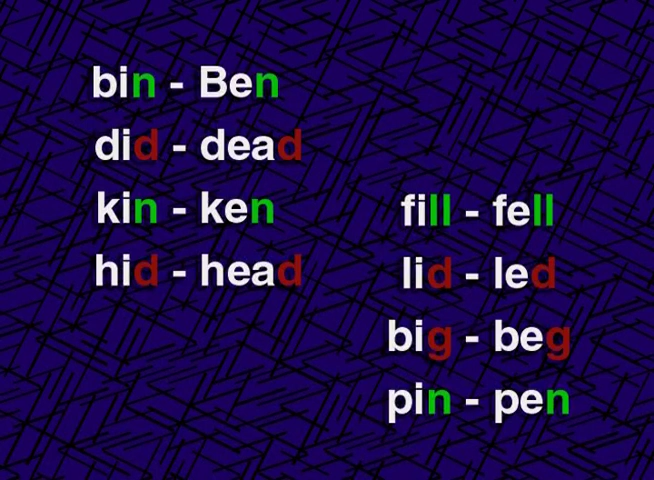 bin - Ben
did - dead
kin - ken
hid - head
fill - fell
lid - led
big - beg
pin - pen